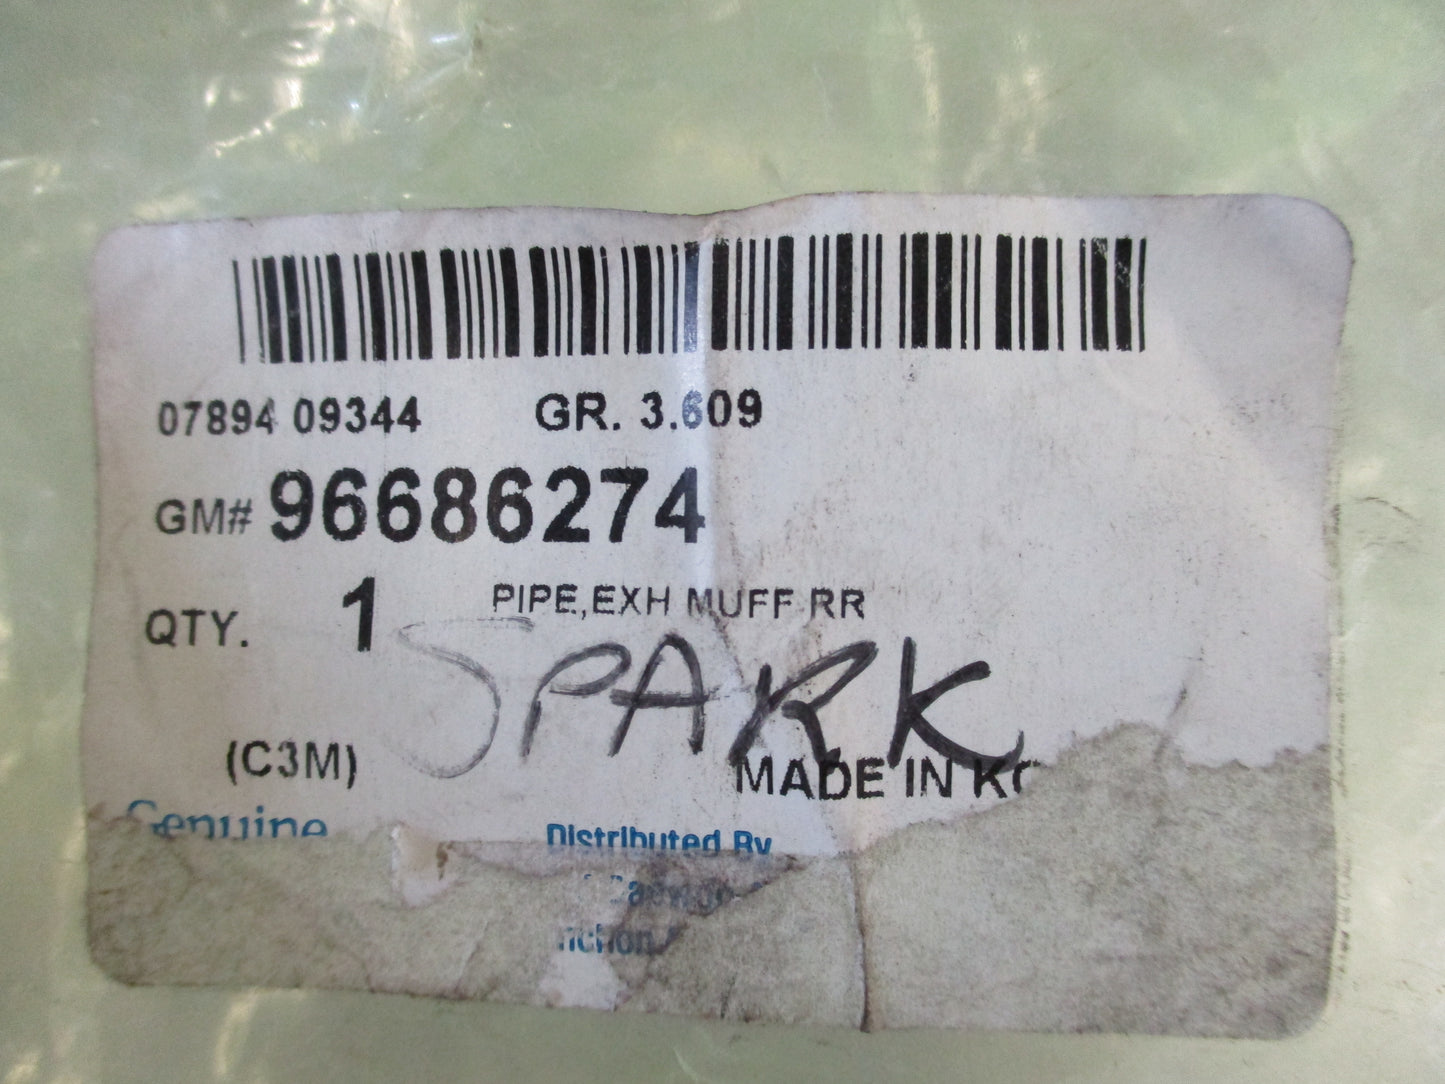 07894 09344 GR. 3.609
GM# 96686274
QTY. 1 PIPE,EXH MUFF RR
SPARK
(C3M) MADE IN KO
Genuine Distributed By